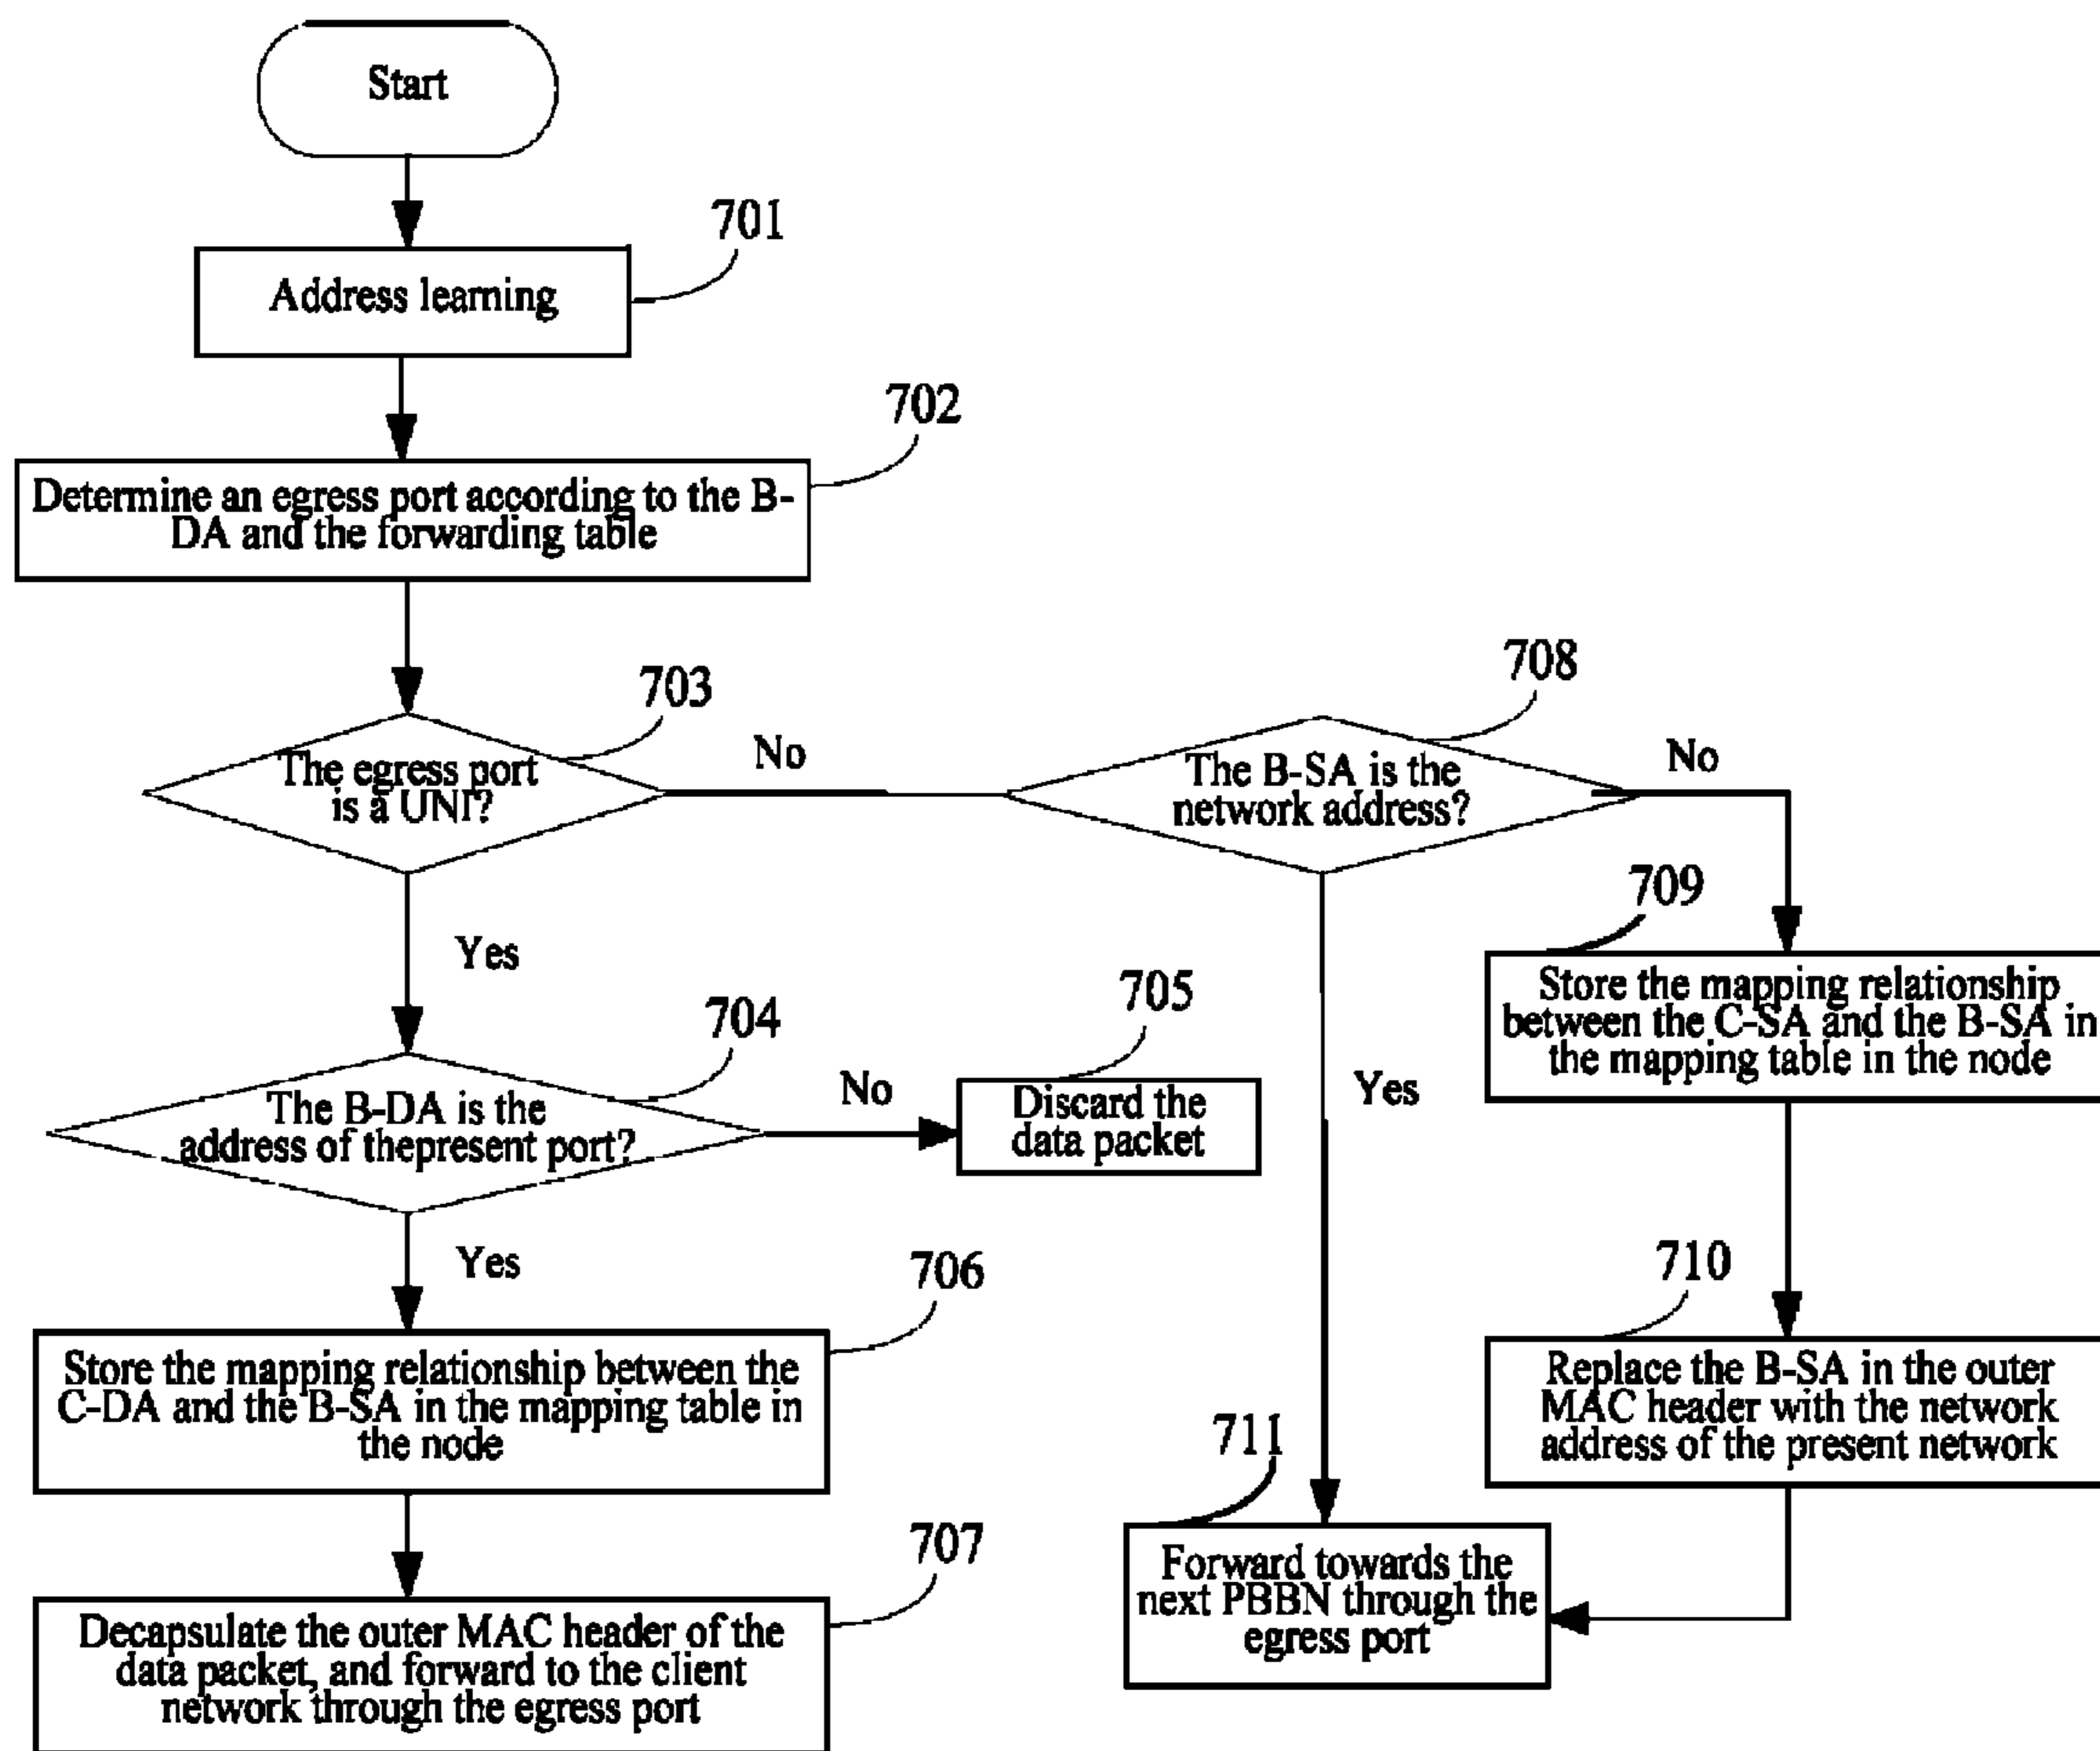 Start
701
Address learning
702
Determine an egress port according to the B-
DA and the forwarding table
703
The egress port
is a UNI?
No
708
The B-SA is the
network address?
No
Yes
709
Store the mapping relationship
between the C-SA and the B-SA in
the mapping table in the node
704
The B-DA is the
address of thepresent port?
No
705
Discard the
data packet
Yes
Yes
706
Store the mapping relationship between the
C-DA and the B-SA in the mapping table in
the node
710
Replace the B-SA in the outer
MAC header with the network
address of the present network
711
Forward towards the
next PBBN through the
egress port
707
Decapsulate the outer MAC header of the
data packet, and forward to the client
network through the egress port